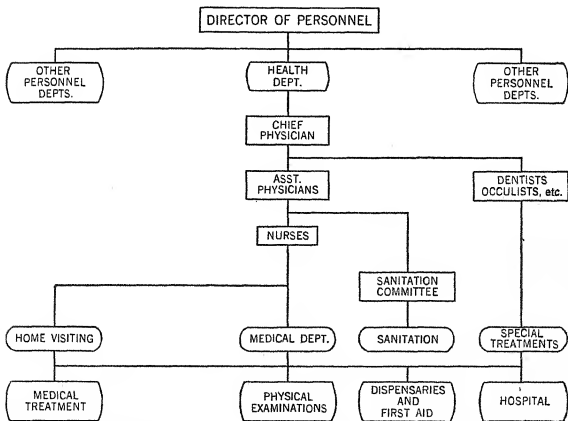 DIRECTOR OF PERSONNEL
OTHER
PERSONNEL
DEPTS.
HEALTH
DEPT.
OTHER
PERSONNEL
DEPTS.
CHIEF
PHYSICIAN
ASST.
PHYSICIANS
DENTISTS
OCCULISTS, etc.
NURSES
SANITATION
COMMITTEE
HOME VISITING
MEDICAL DEPT.
SANITATION
SPECIAL
TREATMENTS
MEDICAL
TREATMENT
PHYSICAL
EXAMINATIONS
DISPENSARIES
AND
FIRST AID
HOSPITAL